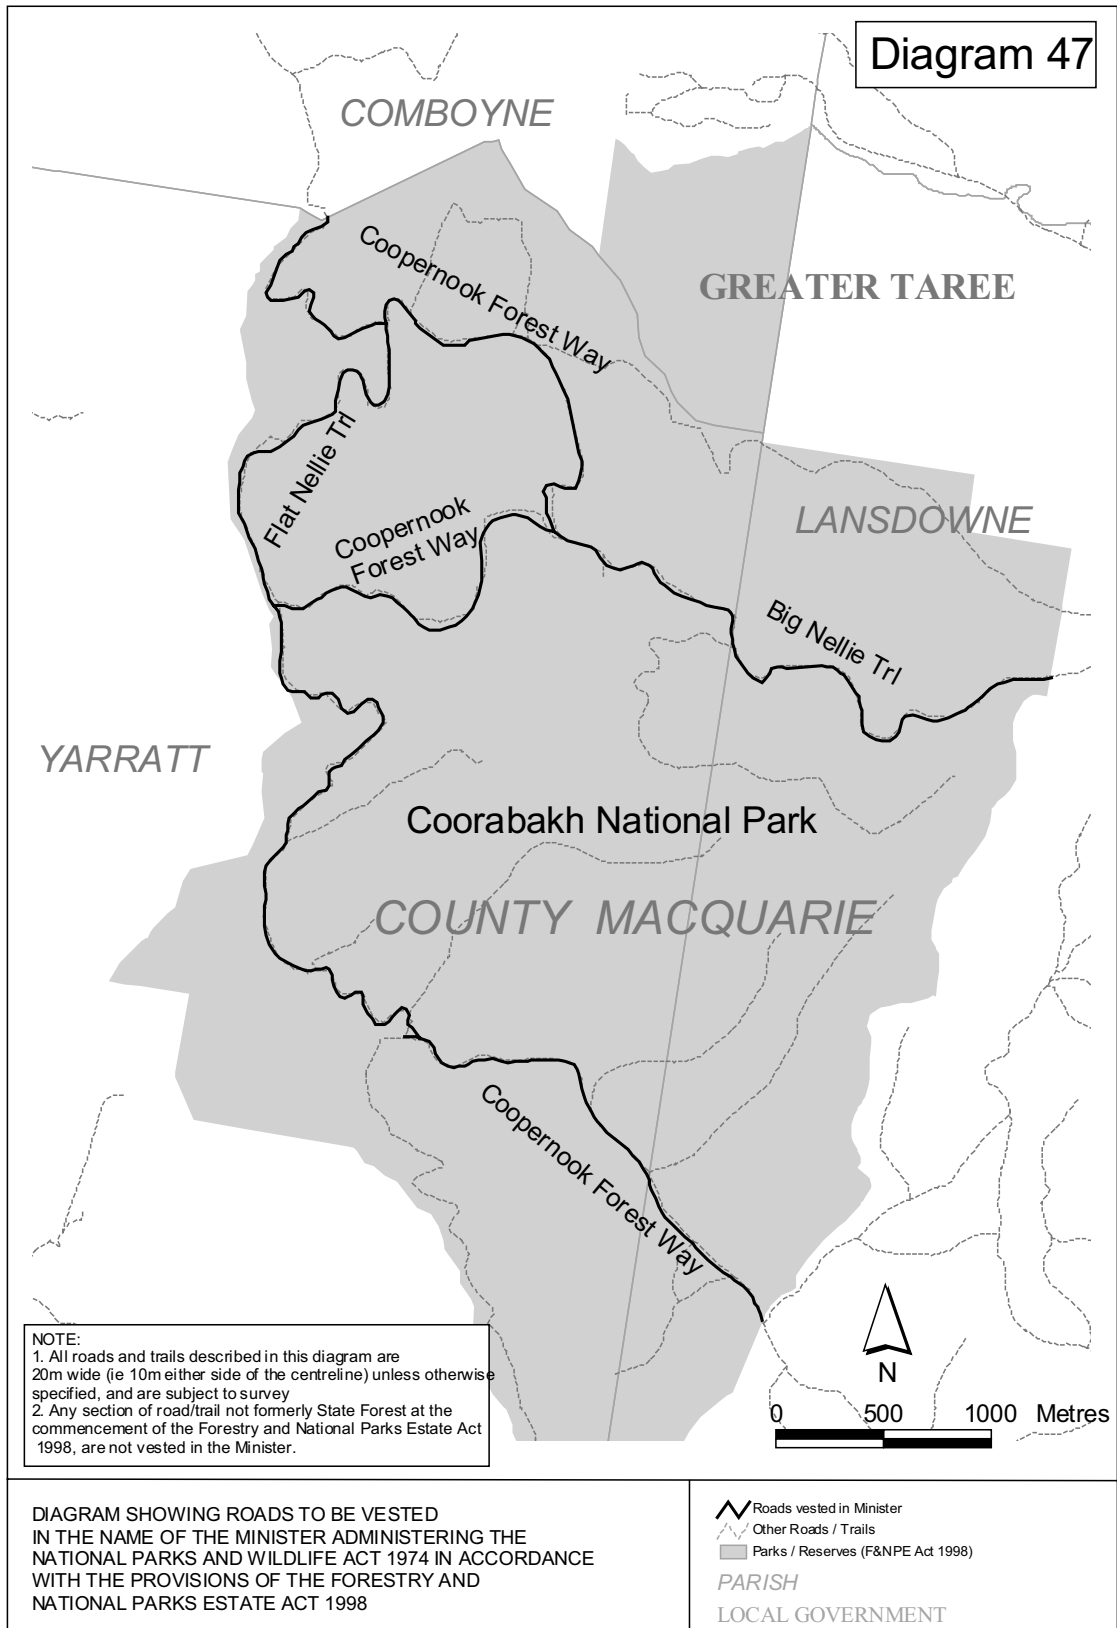 Diagram 47
COMBOYNE
Coopernook Forest Way
GREATER TAREE
Flat Nellie Trl
Coopernook
Forest Way
LANSDOWNE
Big Nellie Trl
YARRATT
Coorabakh National Park
COUNTY MACQUARIE
Coopernook Forest Way
N
0 500 1000 Metres
NOTE:
1. All roads and trails described in this diagram are
20m wide (ie 10m either side of the centreline) unless otherwise
specified, and are subject to survey
2. Any section of road/trail not formerly State Forest at the
commencement of the Forestry and National Parks Estate Act
1998, are not vested in the Minister.
DIAGRAM SHOWING ROADS TO BE VESTED
IN THE NAME OF THE MINISTER ADMINISTERING THE
NATIONAL PARKS AND WILDLIFE ACT 1974 IN ACCORDANCE
WITH THE PROVISIONS OF THE FORESTRY AND
NATIONAL PARKS ESTATE ACT 1998
Roads vested in Minister
Other Roads / Trails
Parks / Reserves (F&NPE Act 1998)
PARISH
LOCAL GOVERNMENT